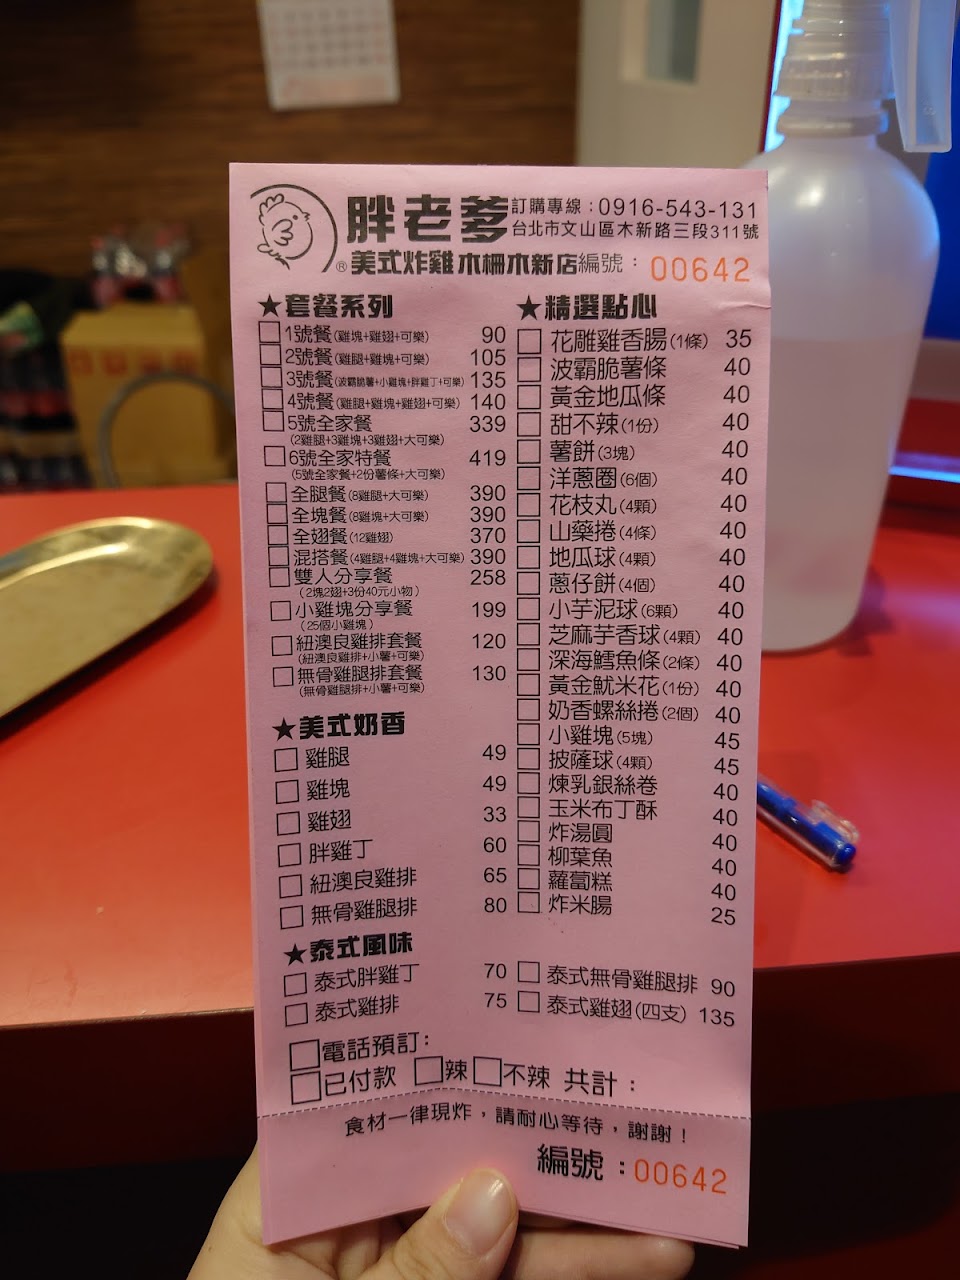 胖老爹
訂購專線：0916-543-131
台北市文山區木新路三段311號
®美式炸雞木柵木新店編號：00642
★套餐系列
1號餐(雞塊+雞翅+可樂) 90
2號餐(雞腿+雞塊+可樂) 105
3號餐(波霸脆薯+小雞塊+胖雞丁+可樂) 135
4號餐(雞腿+雞塊+雞翅+可樂) 140
5號全家餐 339
(2雞腿+3雞塊+3雞翅+大可樂)
6號全家特餐 419
(5號全家餐+2份薯條+大可樂)
全腿餐(8雞腿+大可樂) 390
全塊餐(8雞塊+大可樂) 390
全翅餐(12雞翅) 370
混搭餐(4雞腿+4雞塊+大可樂) 390
雙人分享餐 258
(2塊2翅+3份40元小物)
小雞塊分享餐 199
(25個小雞塊)
紐澳良雞排套餐 120
(紐澳良雞排+小薯+可樂)
無骨雞腿排套餐 130
(無骨雞腿排+小薯+可樂)
★美式奶香
雞腿 49
雞塊 49
雞翅 33
胖雞丁 60
紐澳良雞排 65
無骨雞腿排 80
★精選點心
花雕雞香腸(1條) 35
波霸脆薯條 40
黃金地瓜條 40
甜不辣(1份) 40
薯餅(3塊) 40
洋蔥圈(6個) 40
花枝丸(4顆) 40
山藥捲(4條) 40
地瓜球(4顆) 40
蔥仔餅(4個) 40
小芋泥球(6顆) 40
芝麻芋香球(4顆) 40
深海鱈魚條(2條) 40
黃金魷米花(1份) 40
奶香螺絲捲(2個) 40
小雞塊(5塊) 45
披薩球(4顆) 45
煉乳銀絲卷 40
玉米布丁酥 40
炸湯圓 40
柳葉魚 40
蘿蔔糕 40
炸米腸 25
★泰式風味
泰式胖雞丁 70
泰式雞排 75
泰式無骨雞腿排 90
泰式雞翅(四支) 135
電話預訂：
已付款 辣 不辣 共計：
食材一律現炸，請耐心等待，謝謝！
編號：00642